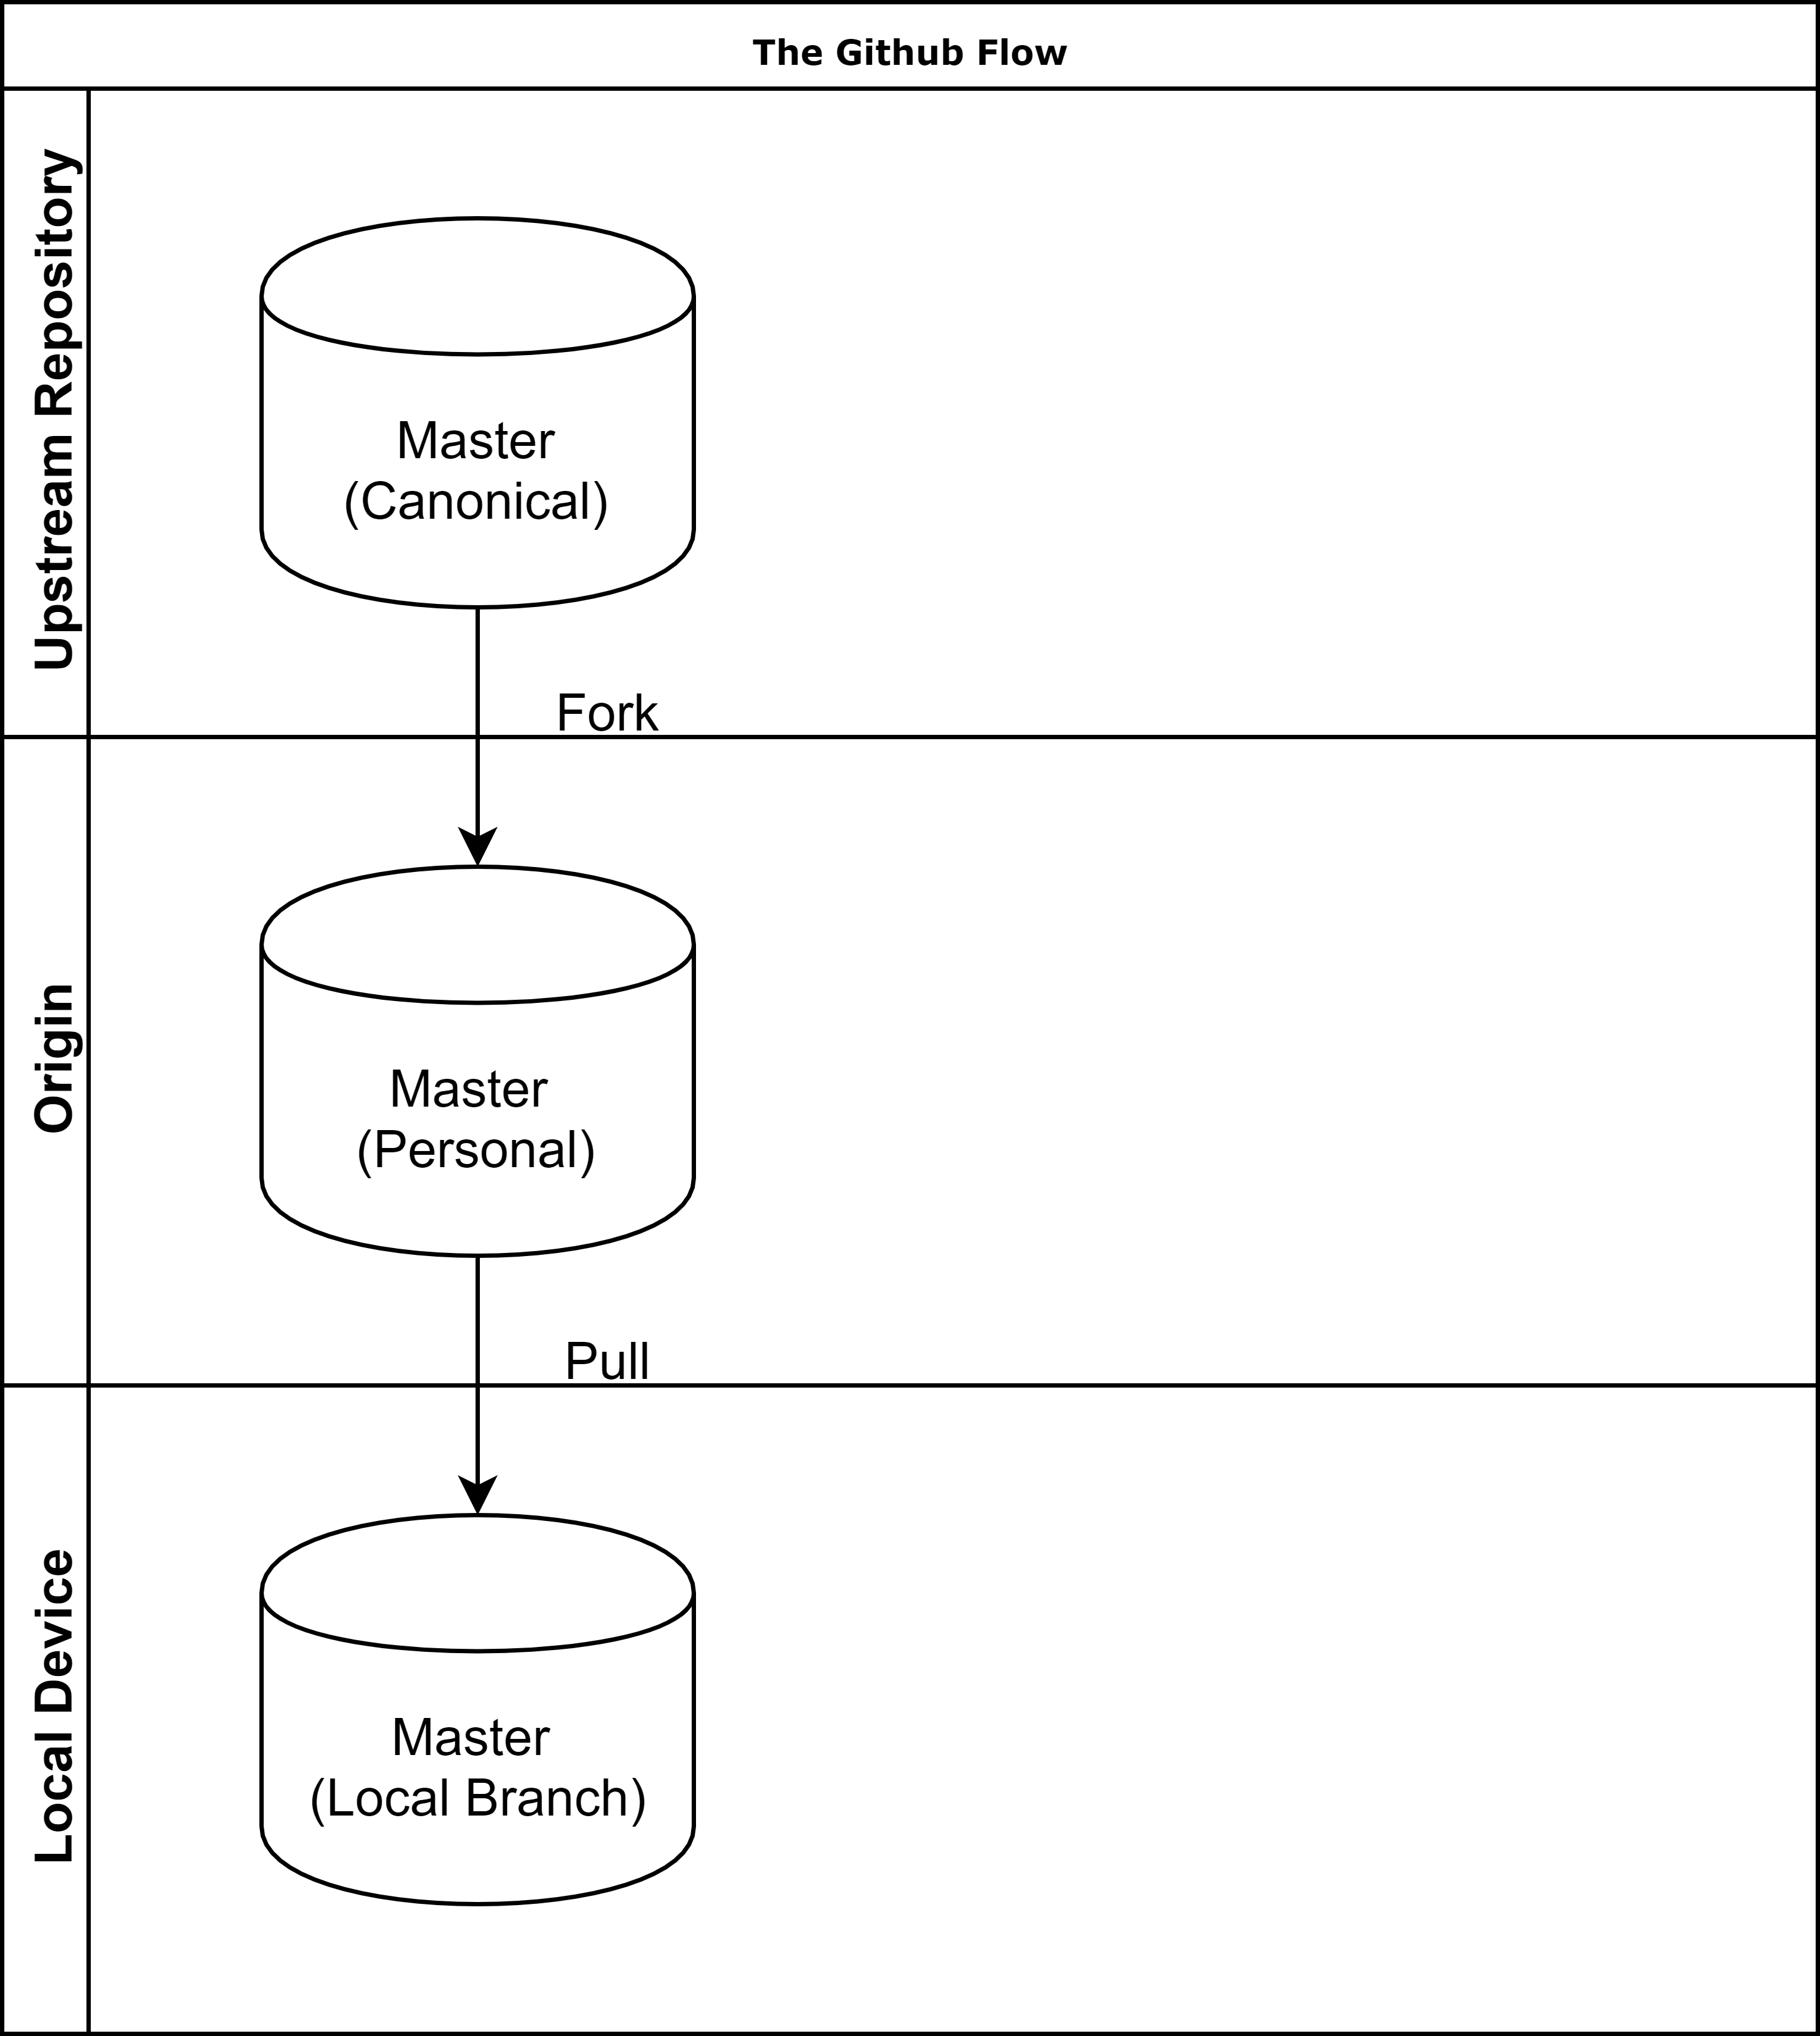 The Github Flow
Upstream Repository
Master
(Canonical)
Fork
Origin
Master
(Personal)
Pull
Local Device
Master
(Local Branch)